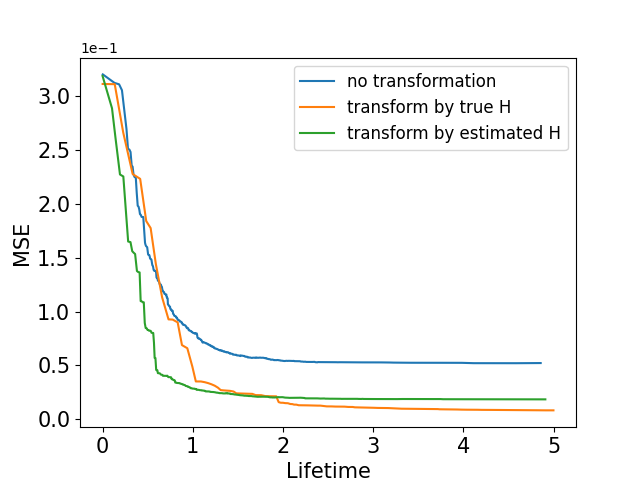 1e−1
no transformation
transform by true H
transform by estimated H
3.0
2.5
2.0
1.5
1.0
0.5
0.0
MSE
0 1 2 3 4 5
Lifetime